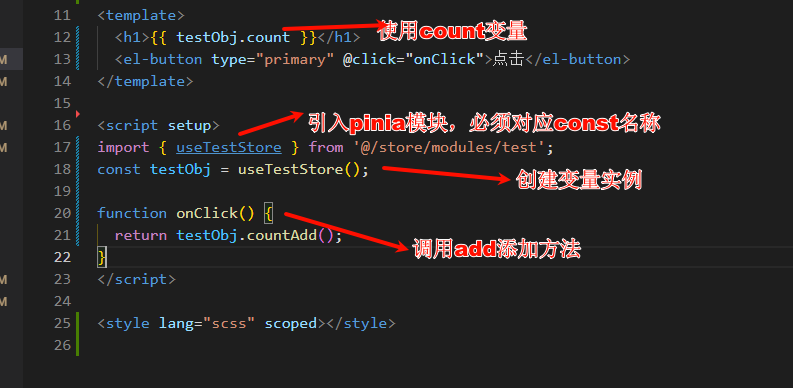 11 <template>
12 <h1>{{ testObj.count }}</h1> 使用count变量
M 13 <el-button type="primary" @click="onClick">点击</el-button>
M 14 </template>
15
M 16 <script setup> 引入pinia模块，必须对应const名称
M 17 import { useTestStore } from '@/store/modules/test';
18 const testObj = useTestStore(); 创建变量实例
19
20 function onClick() {
21 return testObj.countAdd(); 调用add添加方法
22 }
M 23 </script>
M 24
25 <style lang="scss" scoped></style>
26